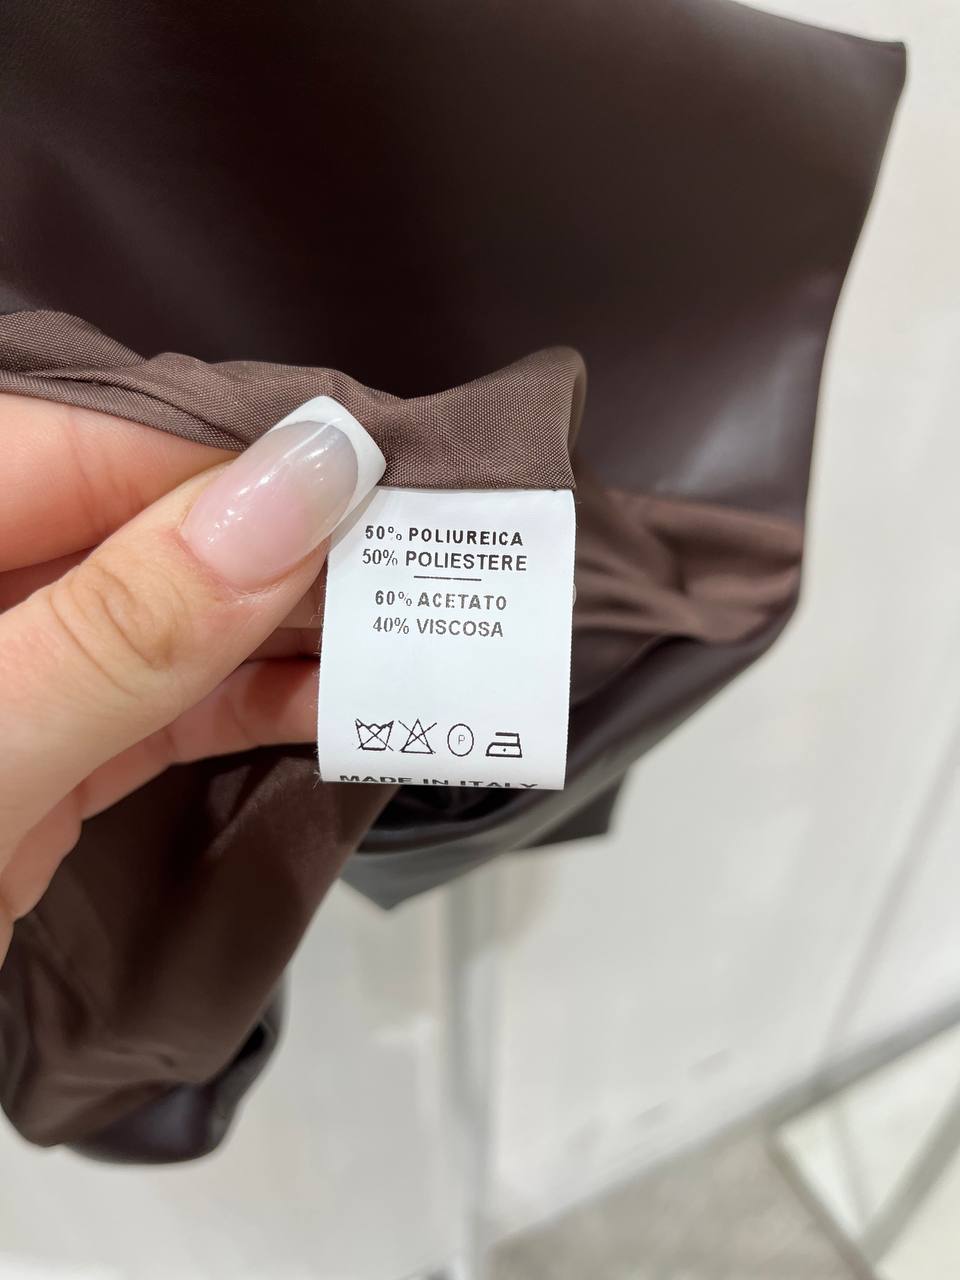 50% POLIUREICA
50% POLIESTERE
60% ACETATO
40% VISCOSA
P
MADE IN ITALY